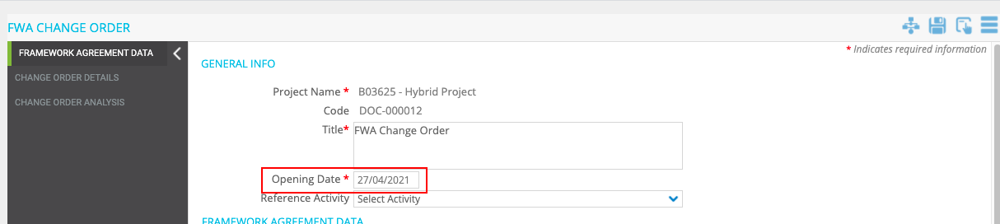 FWA CHANGE ORDER
FRAMEWORK AGREEMENT DATA
CHANGE ORDER DETAILS
CHANGE ORDER ANALYSIS
* Indicates required information
GENERAL INFO
Project Name * B03625 - Hybrid Project
Code DOC-000012
Title* FWA Change Order
Opening Date * 27/04/2021
Reference Activity Select Activity
FRAMEWORK AGREEMENT DATA